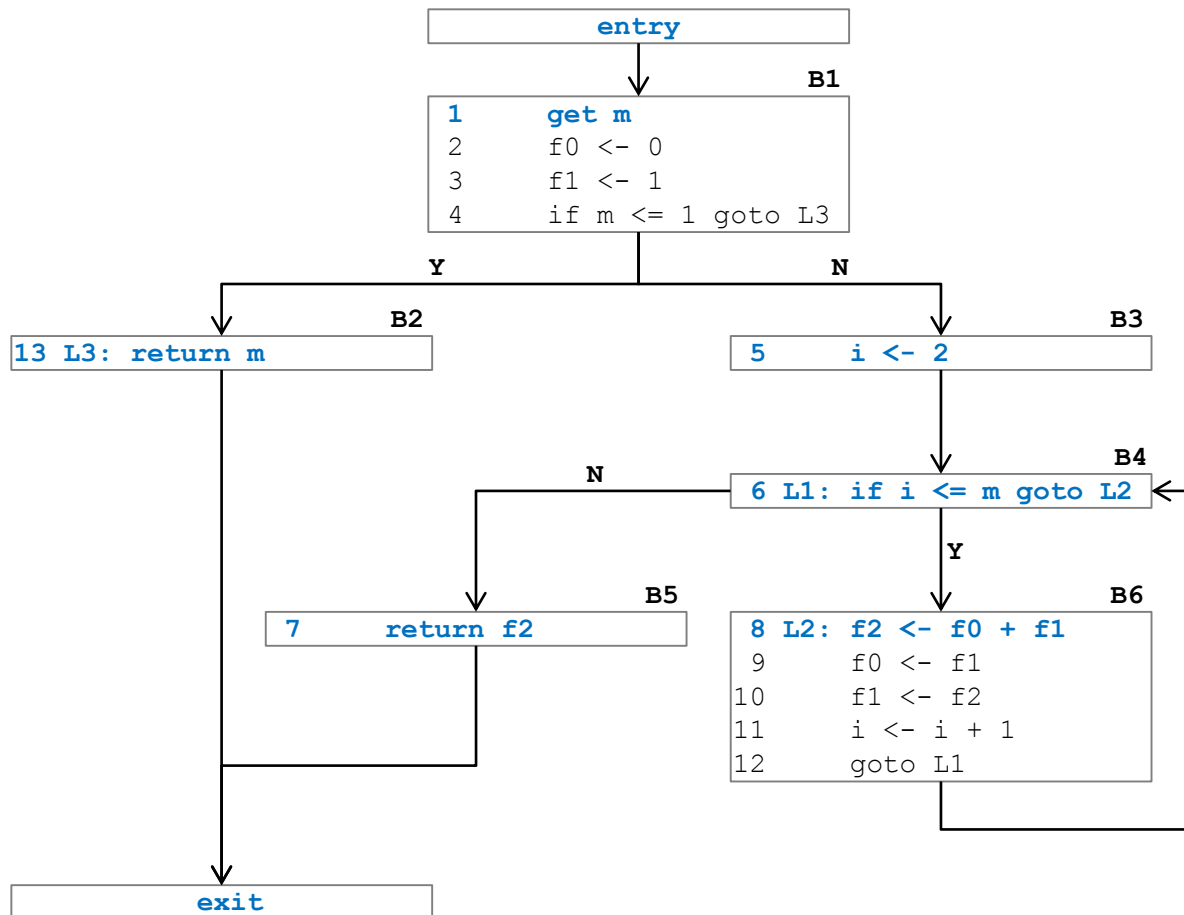 entry
B1
1 get m
2 f0 <- 0
3 f1 <- 1
4 if m <= 1 goto L3
Y
N
B2
13 L3: return m
B3
5 i <- 2
B4
N
6 L1: if i <= m goto L2
Y
B5
7 return f2
B6
8 L2: f2 <- f0 + f1
9 f0 <- f1
10 f1 <- f2
11 i <- i + 1
12 goto L1
exit